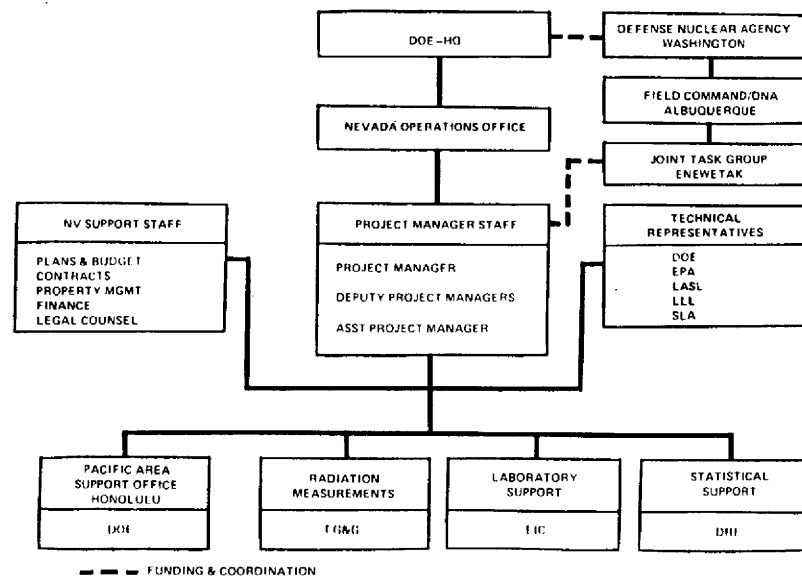 DOE-HQ
DEFENSE NUCLEAR AGENCY
WASHINGTON
NEVADA OPERATIONS OFFICE
FIELD COMMAND/DNA
ALBUQUERQUE
JOINT TASK GROUP
ENEWETAK
NV SUPPORT STAFF
PLANS & BUDGET
CONTRACTS
PROPERTY MGMT
FINANCE
LEGAL COUNSEL
PROJECT MANAGER STAFF
PROJECT MANAGER
DEPUTY PROJECT MANAGERS
ASST PROJECT MANAGER
TECHNICAL
REPRESENTATIVES
DOE
EPA
LASL
LLL
SLA
PACIFIC AREA
SUPPORT OFFICE
HONOLULU
DOE
RADIATION
MEASUREMENTS
EG&G
LABORATORY
SUPPORT
EIC
STATISTICAL
SUPPORT
DRI
FUNDING & COORDINATION